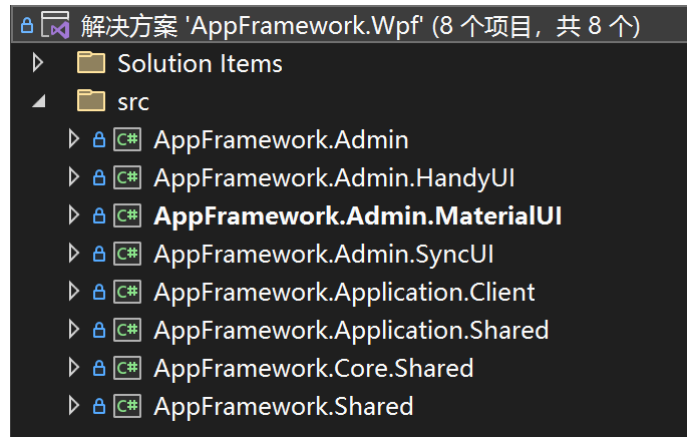 解决方案 'AppFramework.Wpf' (8 个项目，共 8 个)
Solution Items
src
C# AppFramework.Admin
C# AppFramework.Admin.HandyUI
C# AppFramework.Admin.MaterialUI
C# AppFramework.Admin.SyncUI
C# AppFramework.Application.Client
C# AppFramework.Application.Shared
C# AppFramework.Core.Shared
C# AppFramework.Shared